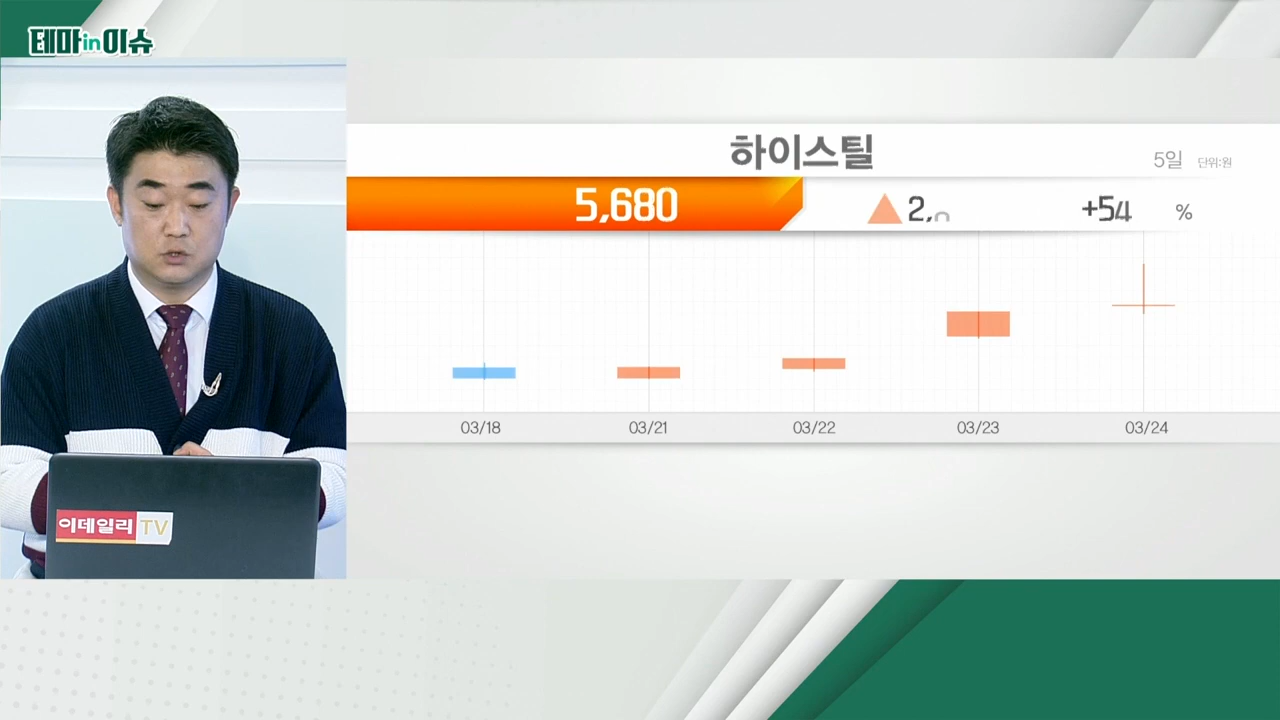 테마in이슈
하이스틸
5일 단위:원
5,680 ▲2, +54 %
03/18 03/21 03/22 03/23 03/24
이데일리TV